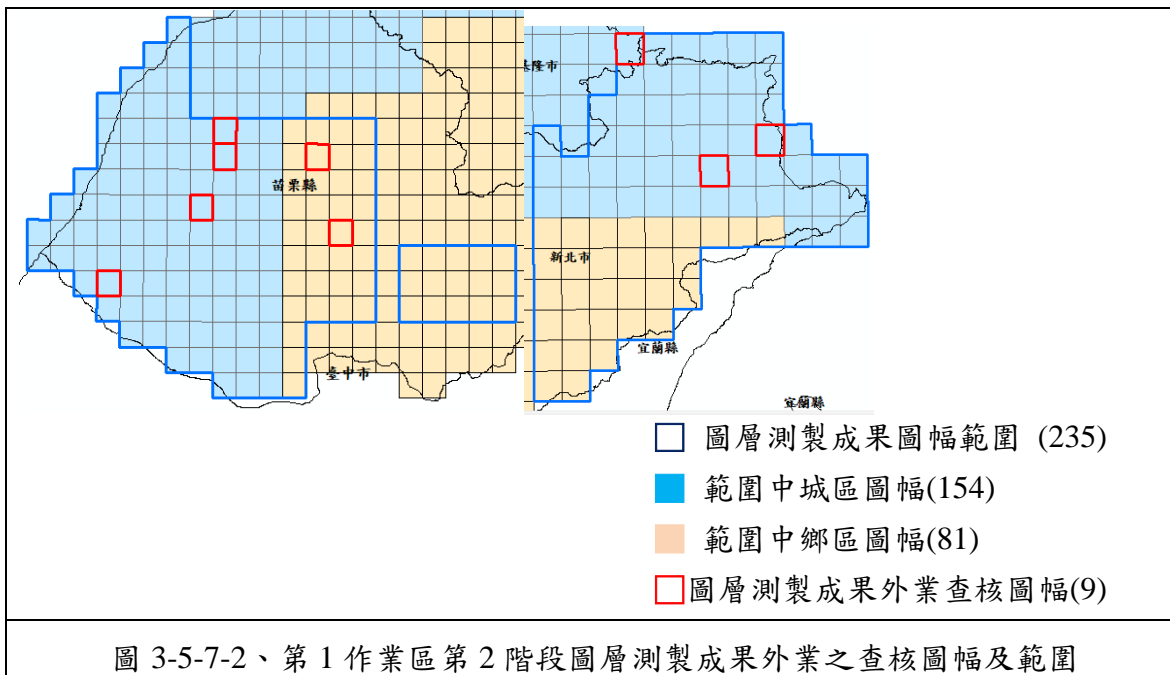 基隆市
苗栗縣
新北市
宜蘭縣
臺中市
宜蘭縣
圖層測製成果圖幅範圍 (235)
範圍中城區圖幅(154)
範圍中鄉區圖幅(81)
圖層測製成果外業查核圖幅(9)
圖 3-5-7-2、第 1 作業區第 2 階段圖層測製成果外業之查核圖幅及範圍